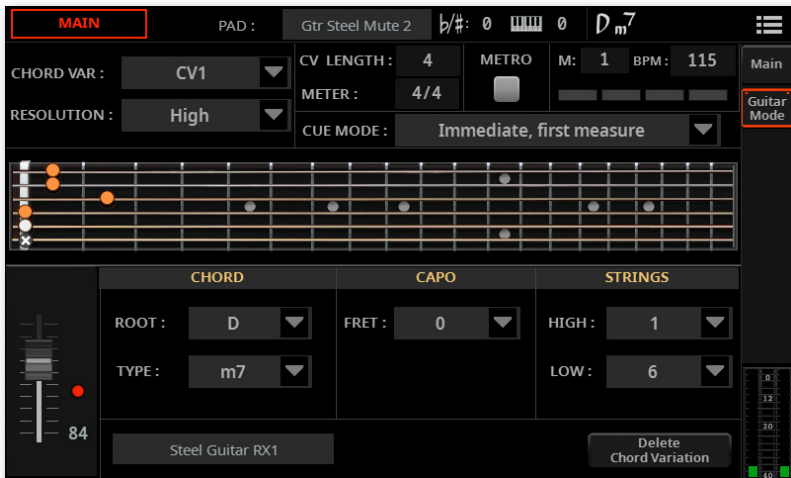 MAIN
PAD :
Gtr Steel Mute 2
♭/#: 0
0
Dm7
CHORD VAR :
CV1
CV LENGTH :
4
METRO
M:
1
BPM :
115
Main
METER :
4/4
RESOLUTION :
High
Guitar
Mode
CUE MODE :
Immediate, first measure
CHORD
CAPO
STRINGS
ROOT :
D
FRET :
0
HIGH :
1
TYPE :
m7
LOW :
6
0
12
20
40
84
Steel Guitar RX1
Delete
Chord Variation